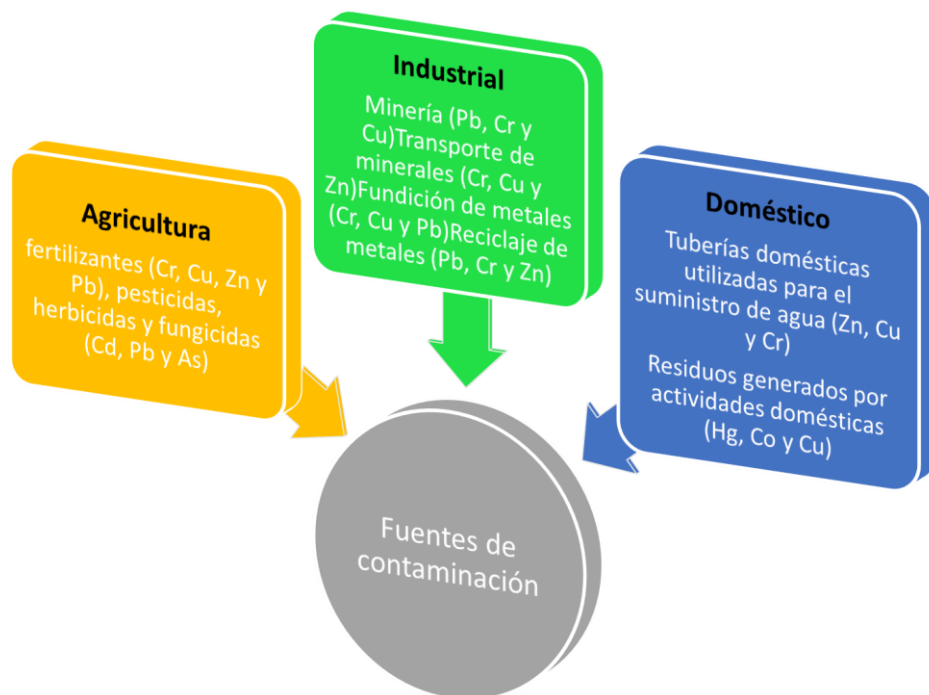 Agricultura
fertilizantes (Cr, Cu, Zn y
Pb), pesticidas,
herbicidas y fungicidas
(Cd, Pb y As)
Industrial
Minería (Pb, Cr y
Cu)Transporte de
minerales (Cr, Cu y
Zn)Fundición de metales
(Cr, Cu y Pb)Reciclaje de
metales (Pb, Cr y Zn)
Doméstico
Tuberías domésticas
utilizadas para el
suministro de agua (Zn, Cu
y Cr)
Residuos generados por
actividades domésticas
(Hg, Co y Cu)
Fuentes de
contaminación